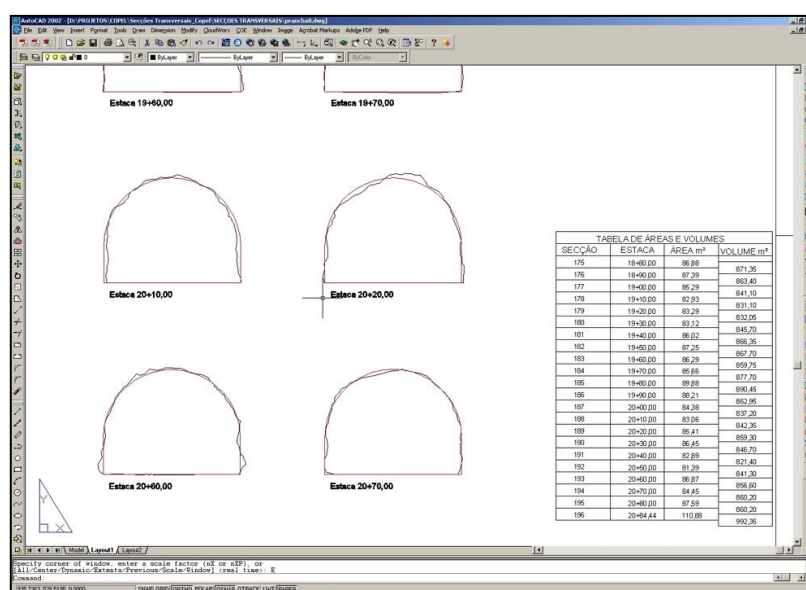 AutoCAD 2002 - [D:\PROJETOS\COPEL\Secções Transversais_Copel\SECÇÕES TRANSVERSAIS\prancha8.dwg]
File Edit View Insert Format Tools Draw Dimension Modify CloudWorx COE Window Image Acrobat Markups Adobe PDF Help
0 ByLayer ByLayer ByLayer ByColor
Estaca 19+60,00 Estaca 19+70,00
Estaca 20+10,00 Estaca 20+20,00
Estaca 20+60,00 Estaca 20+70,00
TABELA DE ÁREAS E VOLUMES
SECÇÃO ESTACA ÁREA m² VOLUME m³
175 18+80,00 86,88
871,35
176 18+90,00 87,39
863,40
177 19+00,00 85,29
841,10
178 19+10,00 82,93
831,10
179 19+20,00 83,29
832,05
180 19+30,00 83,12
845,70
181 19+40,00 86,02
866,35
182 19+50,00 87,25
867,70
183 19+60,00 86,29
859,75
184 19+70,00 85,66
877,70
185 19+80,00 89,88
890,45
186 19+90,00 88,21
862,95
187 20+00,00 84,38
837,20
188 20+10,00 83,06
842,35
189 20+20,00 85,41
859,30
190 20+30,00 86,45
846,70
191 20+40,00 82,89
821,40
192 20+50,00 81,39
841,30
193 20+60,00 86,87
856,60
194 20+70,00 84,45
860,20
195 20+80,00 87,59
860,20
196 20+84,44 110,88
992,35
Y
X
Model Layout1 Layout2
Specify corner of window, enter a scale factor (nX or nXP), or
[All/Center/Dynamic/Extents/Previous/Scale/Window] <real time>: E
Command:
SNAP GRID ORTHO POLAR OSNAP OTRACK LWT PAPER